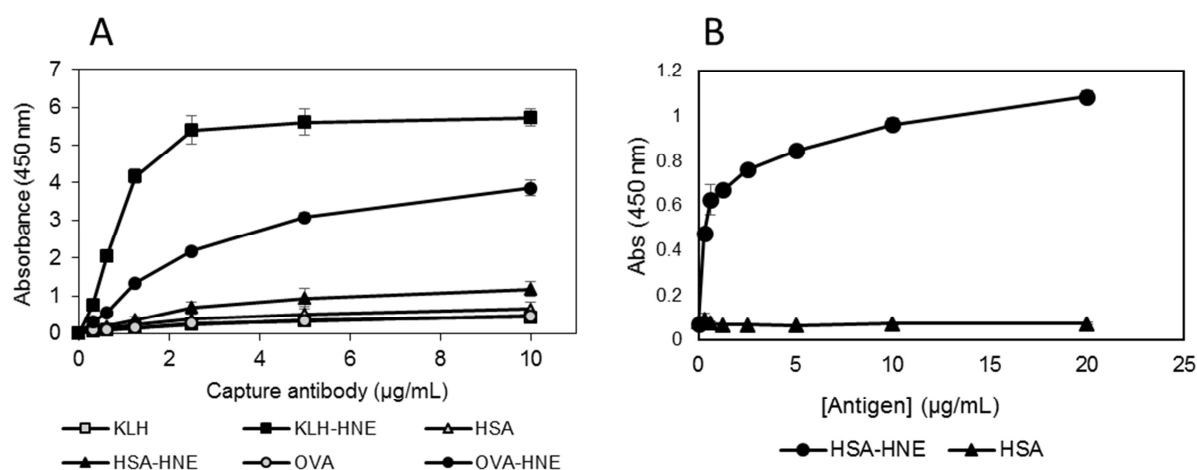 A
B
Absorbance (450 nm)
7
6
5
4
3
2
1
0
0 2 4 6 8 10
Capture antibody (µg/mL)
KLH KLH-HNE HSA
HSA-HNE OVA OVA-HNE
Abs (450 nm)
1.2
1
0.8
0.6
0.4
0.2
0
0 5 10 15 20 25
[Antigen] (µg/mL)
HSA-HNE HSA